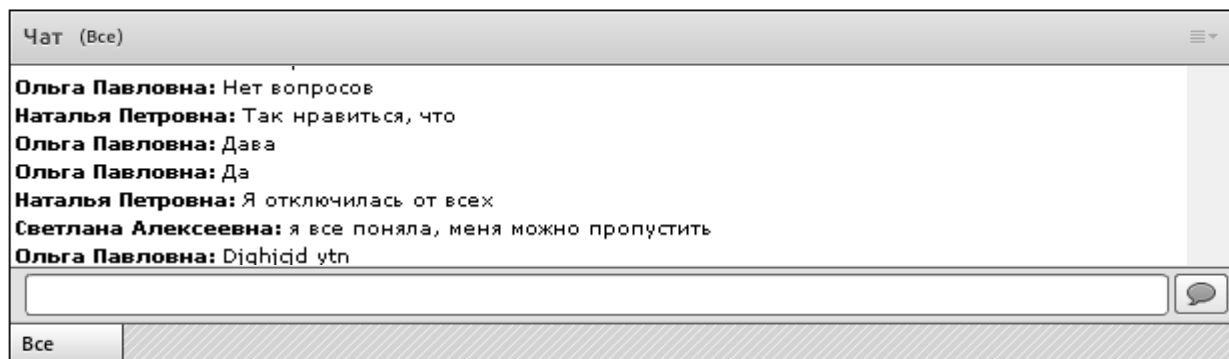 Чат (Все)
Ольга Павловна: Нет вопросов
Наталья Петровна: Так нравиться, что
Ольга Павловна: Дава
Ольга Павловна: Да
Наталья Петровна: Я отключилась от всех
Светлана Алексеевна: я все поняла, меня можно пропустить
Ольга Павловна: Djghjcjd ytn
Все